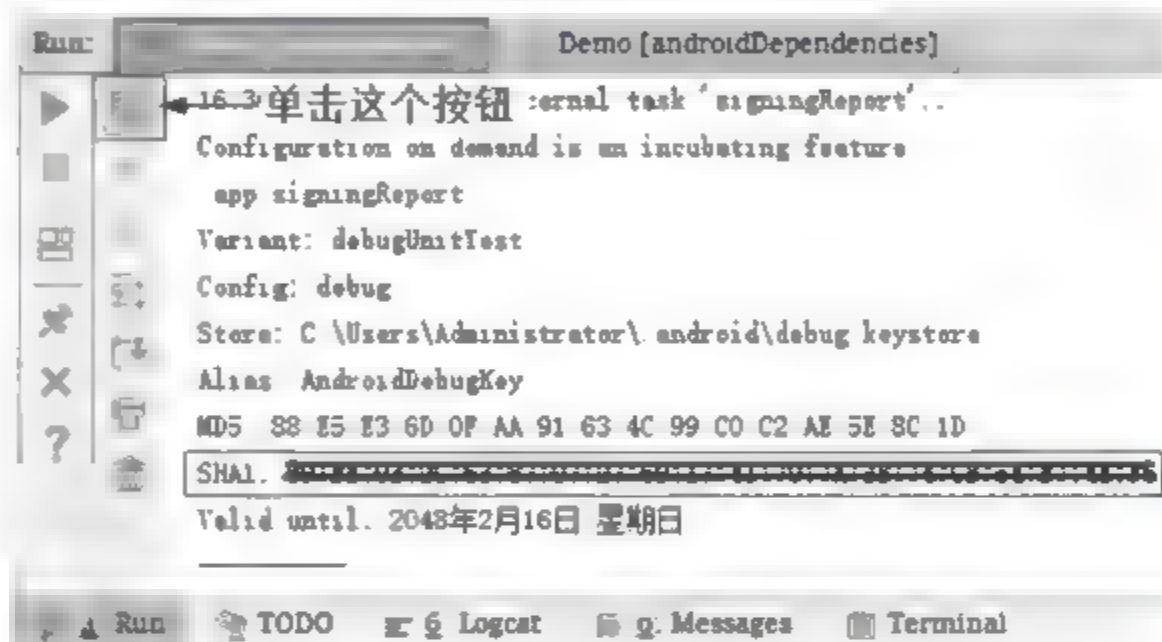 Run: Demo [androidDependencies]
16.3 单击这个按钮 ternal task 'signingReport'..
Configuration on demand is an incubating feature
app signingReport
Variant: debugUnitTest
Config: debug
Store: C \Users\Administrator\.android\debug keystore
Alias AndroidDebugKey
MD5 88 E5 E3 6D 0F AA 91 63 4C 99 C0 C2 AE 5E 8C 1D
SHA1.
Valid until. 2048年2月16日 星期日
Run TODO 6 Logcat 0. Messages Terminal